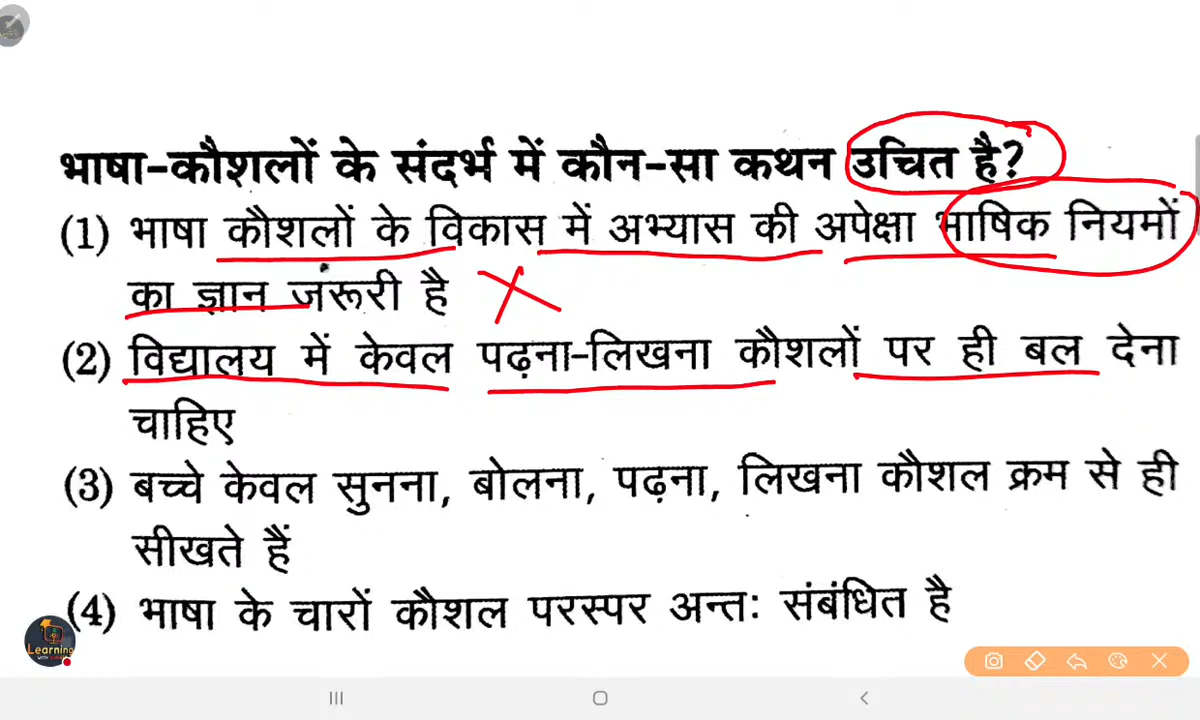 भाषा-कौशलों के संदर्भ में कौन-सा कथन उचित है?
(1) भाषा कौशलों के विकास में अभ्यास की अपेक्षा भाषिक नियमों
का ज्ञान जरूरी है
(2) विद्यालय में केवल पढ़ना-लिखना कौशलों पर ही बल देना
चाहिए
(3) बच्चे केवल सुनना, बोलना, पढ़ना, लिखना कौशल क्रम से ही
सीखते हैं
(4) भाषा के चारों कौशल परस्पर अन्तः संबंधित है
Learning